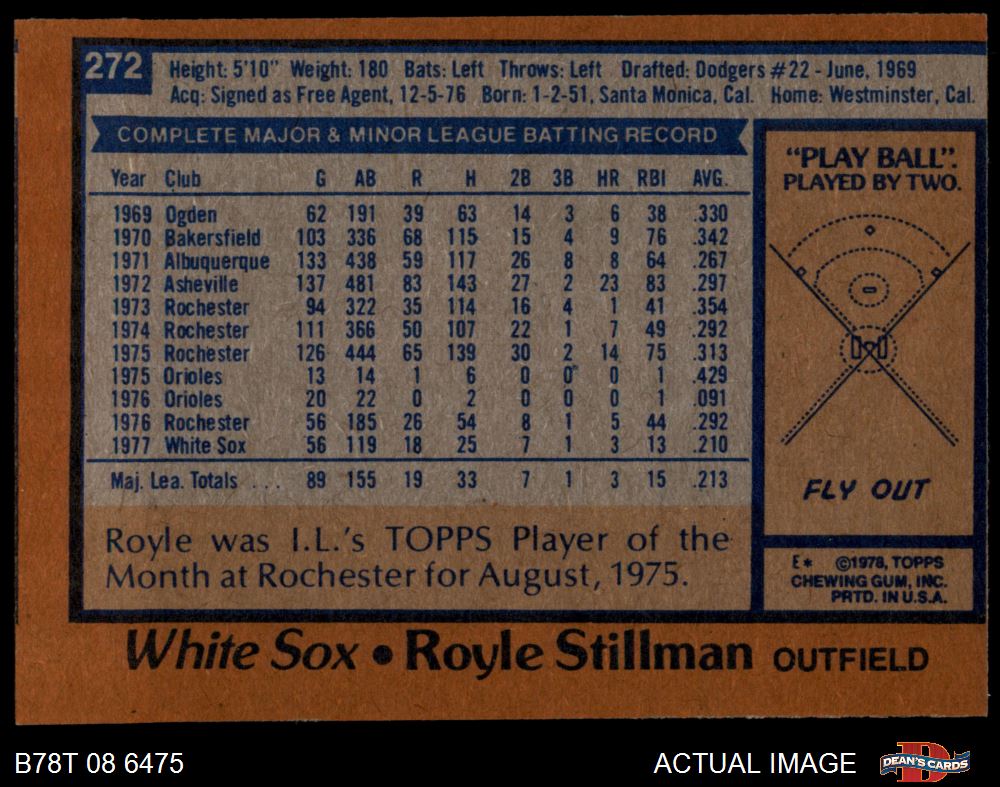 272
Height: 5'10" Weight: 180 Bats: Left Throws: Left Drafted: Dodgers #22 - June, 1969
Acq: Signed as Free Agent, 12-5-76 Born: 1-2-51, Santa Monica, Cal. Home: Westminster, Cal.
COMPLETE MAJOR & MINOR LEAGUE BATTING RECORD
Year Club G AB R H 2B 3B HR RBI AVG.
1969 Ogden 62 191 39 63 14 3 6 38 .330
1970 Bakersfield 103 336 68 115 15 4 9 76 .342
1971 Albuquerque 133 438 59 117 26 8 8 64 .267
1972 Asheville 137 481 83 143 27 2 23 83 .297
1973 Rochester 94 322 35 114 16 4 1 41 .354
1974 Rochester 111 366 50 107 22 1 7 49 .292
1975 Rochester 126 444 65 139 30 2 14 75 .313
1975 Orioles 13 14 1 6 0 0 0 1 .429
1976 Orioles 20 22 0 2 0 0 0 1 .091
1976 Rochester 56 185 26 54 8 1 5 44 .292
1977 White Sox 56 119 18 25 7 1 3 13 .210
Maj. Lea. Totals ... 89 155 19 33 7 1 3 15 .213
Royle was I.L.'s TOPPS Player of the
Month at Rochester for August, 1975.
"PLAY BALL".
PLAYED BY TWO.
FLY OUT
E* ©1978, TOPPS
CHEWING GUM, INC.
PRTD. IN U.S.A.
White Sox • Royle Stillman OUTFIELD
B78T 08 6475
ACTUAL IMAGE
DEAN'S CARDS